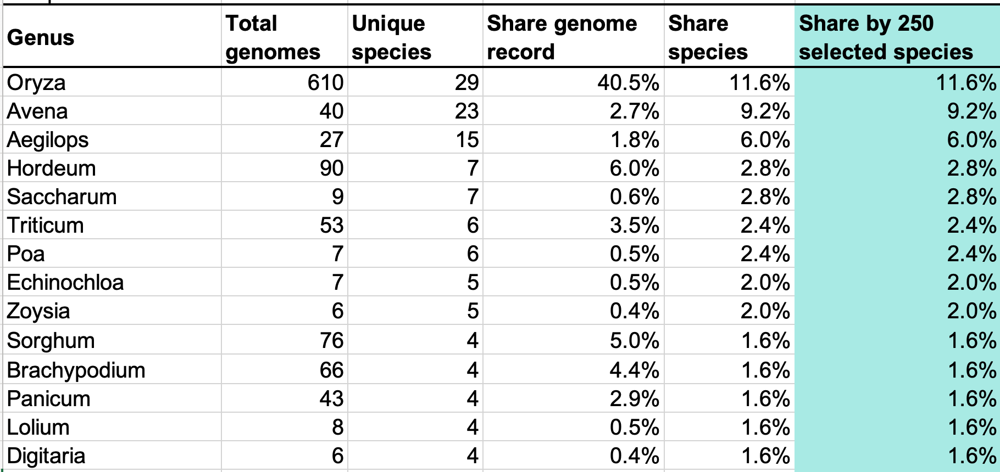 Genus Total genomes Unique species Share genome record Share species Share by 250 selected species
Oryza 610 29 40.5% 11.6% 11.6%
Avena 40 23 2.7% 9.2% 9.2%
Aegilops 27 15 1.8% 6.0% 6.0%
Hordeum 90 7 6.0% 2.8% 2.8%
Saccharum 9 7 0.6% 2.8% 2.8%
Triticum 53 6 3.5% 2.4% 2.4%
Poa 7 6 0.5% 2.4% 2.4%
Echinochloa 7 5 0.5% 2.0% 2.0%
Zoysia 6 5 0.4% 2.0% 2.0%
Sorghum 76 4 5.0% 1.6% 1.6%
Brachypodium 66 4 4.4% 1.6% 1.6%
Panicum 43 4 2.9% 1.6% 1.6%
Lolium 8 4 0.5% 1.6% 1.6%
Digitaria 6 4 0.4% 1.6% 1.6%